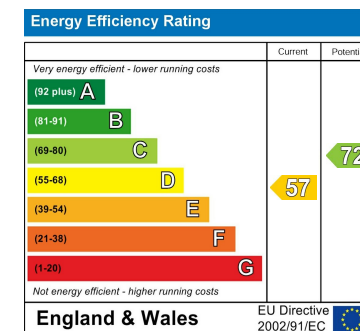 Energy Efficiency Rating
Current
Very energy efficient - lower running costs
(92 plus) A
(81-91) B
(69-80) C
72
(55-68) D
57
(39-54) E
(21-38) F
(1-20) G
Not energy efficient - higher running costs
England & Wales
EU Directive
2002/91/EC